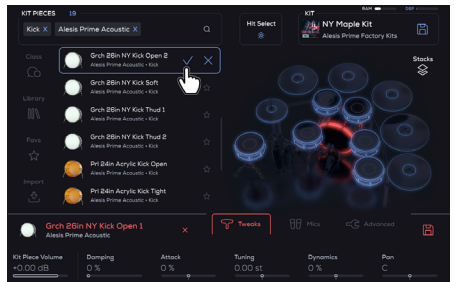 KIT PIECES 19
Kick X Alesis Prime Acoustic X
Hit Select
KIT
RAM
DSP
NY Maple Kit
Alesis Prime Factory Kits
Class
Library
Favs
Import
Grch 26in NY Kick Open 2
Alesis Prime Acoustic • Kick
Grch 26in NY Kick Soft
Alesis Prime Acoustic • Kick
Grch 26in NY Kick Thud 1
Alesis Prime Acoustic • Kick
Grch 26in NY Kick Thud 2
Alesis Prime Acoustic • Kick
Prl 24in Acrylic Kick Open
Alesis Prime Acoustic • Kick
Prl 24in Acrylic Kick Tight
Alesis Prime Acoustic • Kick
Stacks
Grch 26in NY Kick Open 1
Alesis Prime Acoustic
Tweaks Mics Advanced
Kit Piece Volume Damping Attack Tuning Dynamics Pan
+0.00 dB 0 % 0 % 0.00 st 0 % C